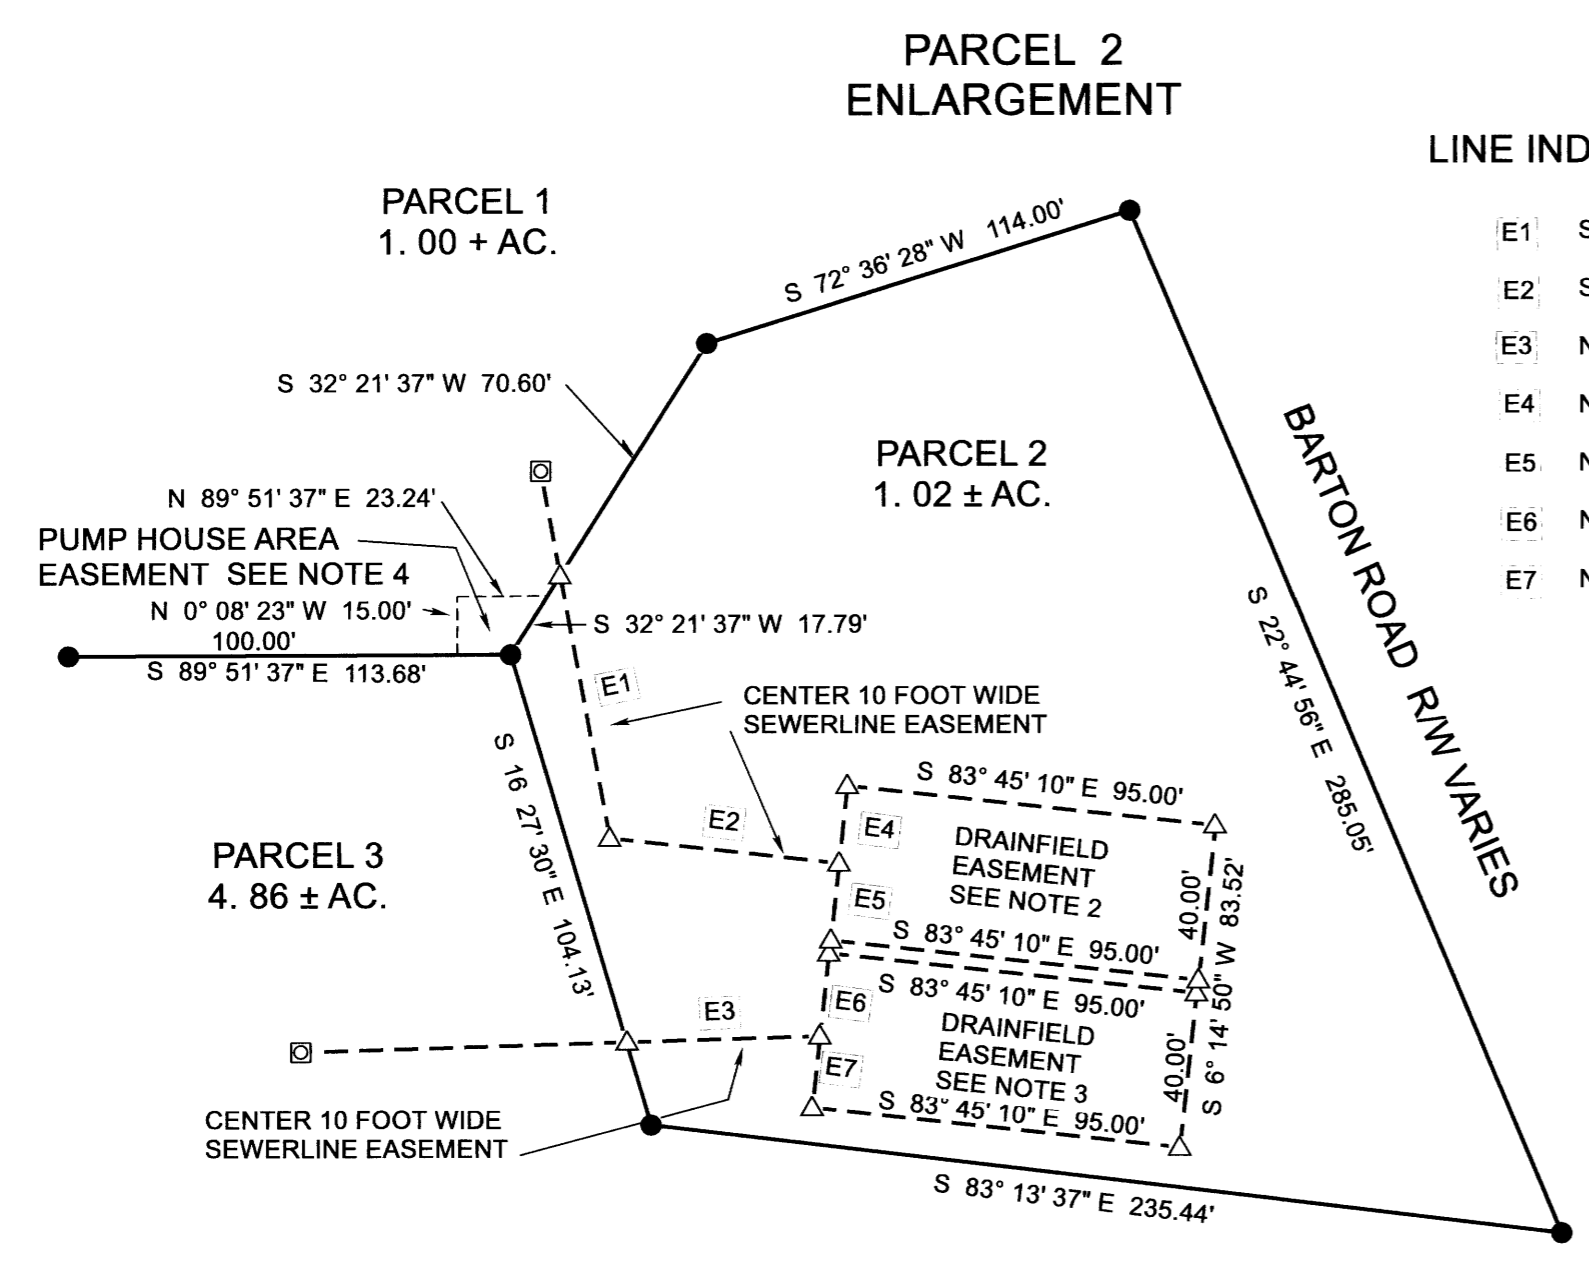 PARCEL 2
ENLARGEMENT
LINE IND
PARCEL 1
1. 00 + AC.
S 72° 36' 28" W 114.00'
E1 S
E2 S
E3 N
E4 N
E5 N
E6 N
E7 N
S 32° 21' 37" W 70.60'
PARCEL 2
1. 02 ± AC.
BARTON ROAD R/W VARIES
N 89° 51' 37" E 23.24'
PUMP HOUSE AREA
EASEMENT SEE NOTE 4
N 0° 08' 23" W 15.00'
100.00'
S 89° 51' 37" E 113.68'
S 32° 21' 37" W 17.79'
S 22° 44' 56" E 285.05'
E1
CENTER 10 FOOT WIDE
SEWERLINE EASEMENT
S 16 27' 30" E 104.13'
E2
S 83° 45' 10" E 95.00'
E4
DRAINFIELD
EASEMENT
SEE NOTE 2
E5
40.00'
S 6° 14' 50" W 83.52'
PARCEL 3
4. 86 ± AC.
S 83° 45' 10" E 95.00'
S 83° 45' 10" E 95.00'
E3
E6
DRAINFIELD
EASEMENT
SEE NOTE 3
E7
40.00'
S 83° 45' 10" E 95.00'
CENTER 10 FOOT WIDE
SEWERLINE EASEMENT
S 83° 13' 37" E 235.44'